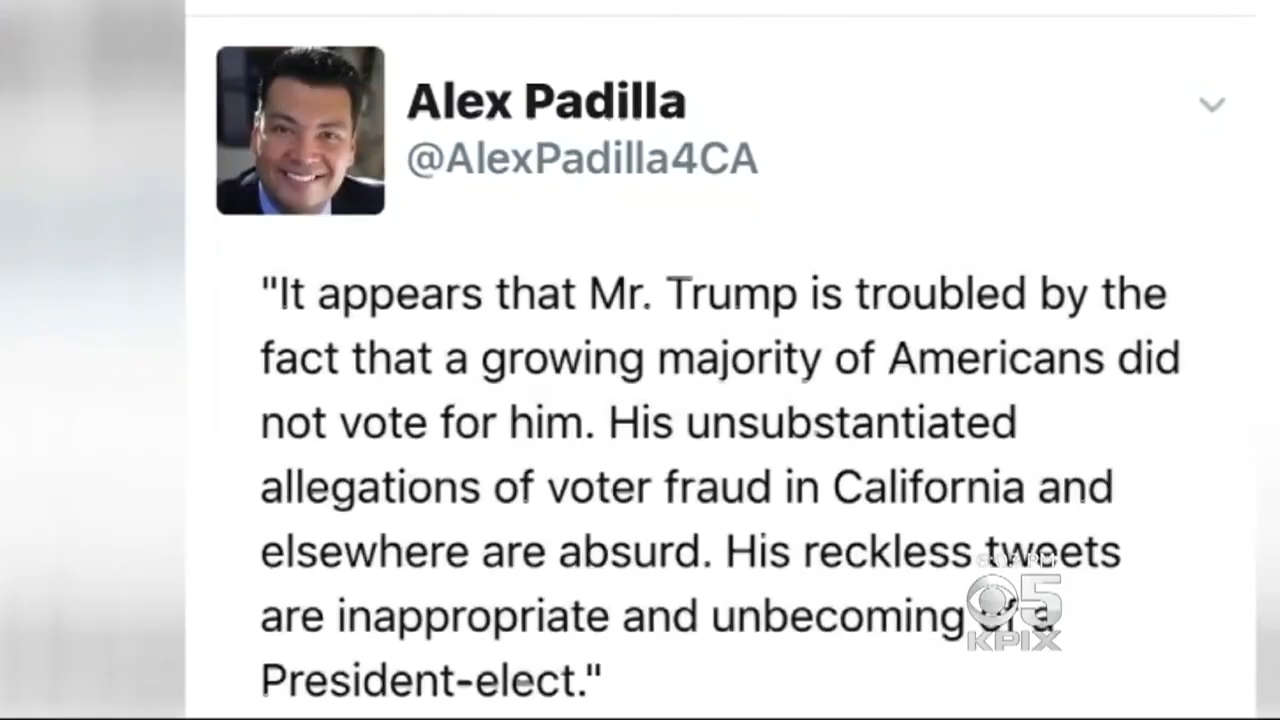 Alex Padilla
@AlexPadilla4CA
"It appears that Mr. Trump is troubled by the
fact that a growing majority of Americans did
not vote for him. His unsubstantiated
allegations of voter fraud in California and
elsewhere are absurd. His reckless tweets
are inappropriate and unbecoming of a
President-elect."
5
KPIX